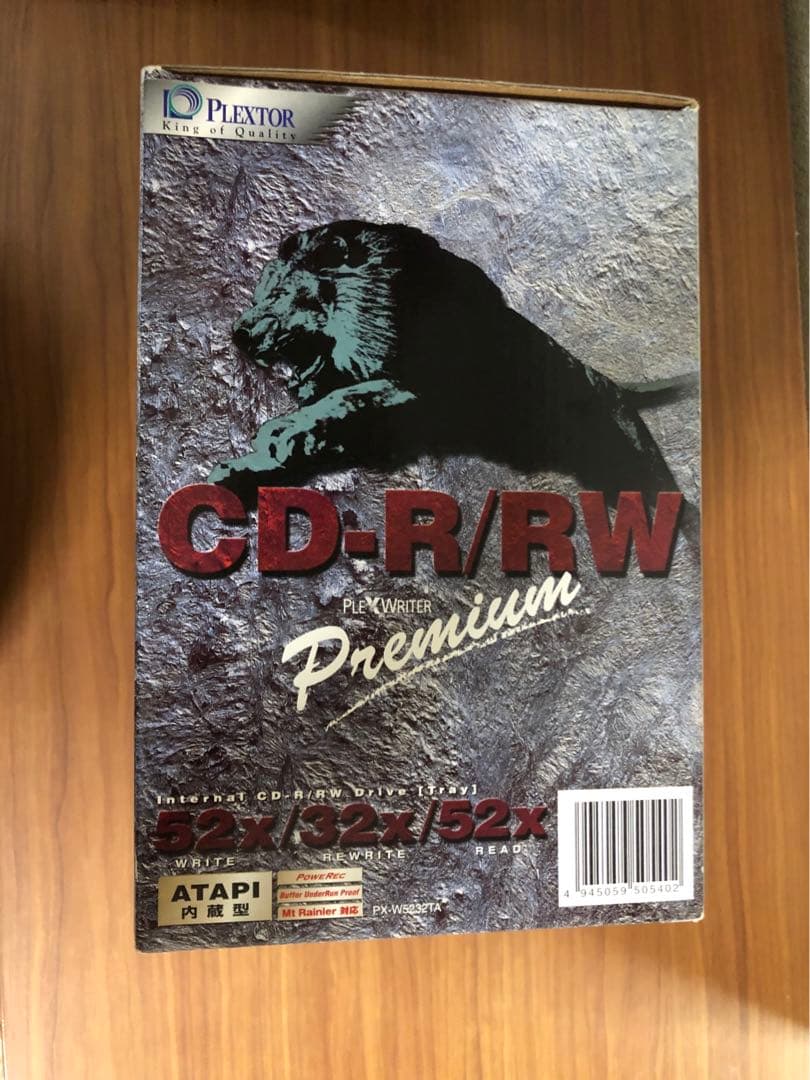 PLEXTOR
King of Quality
CD-R/RW
PLEXWRITER
Premium
Internal CD-R/RW Drive [Tray]
52x/32x/52x
WRITE REWRITE READ
ATAPI
内蔵型
POWEREC
Buffer UnderRun Proof
Mt Rainier 対応
PX-W5232TA
4 945059 505402